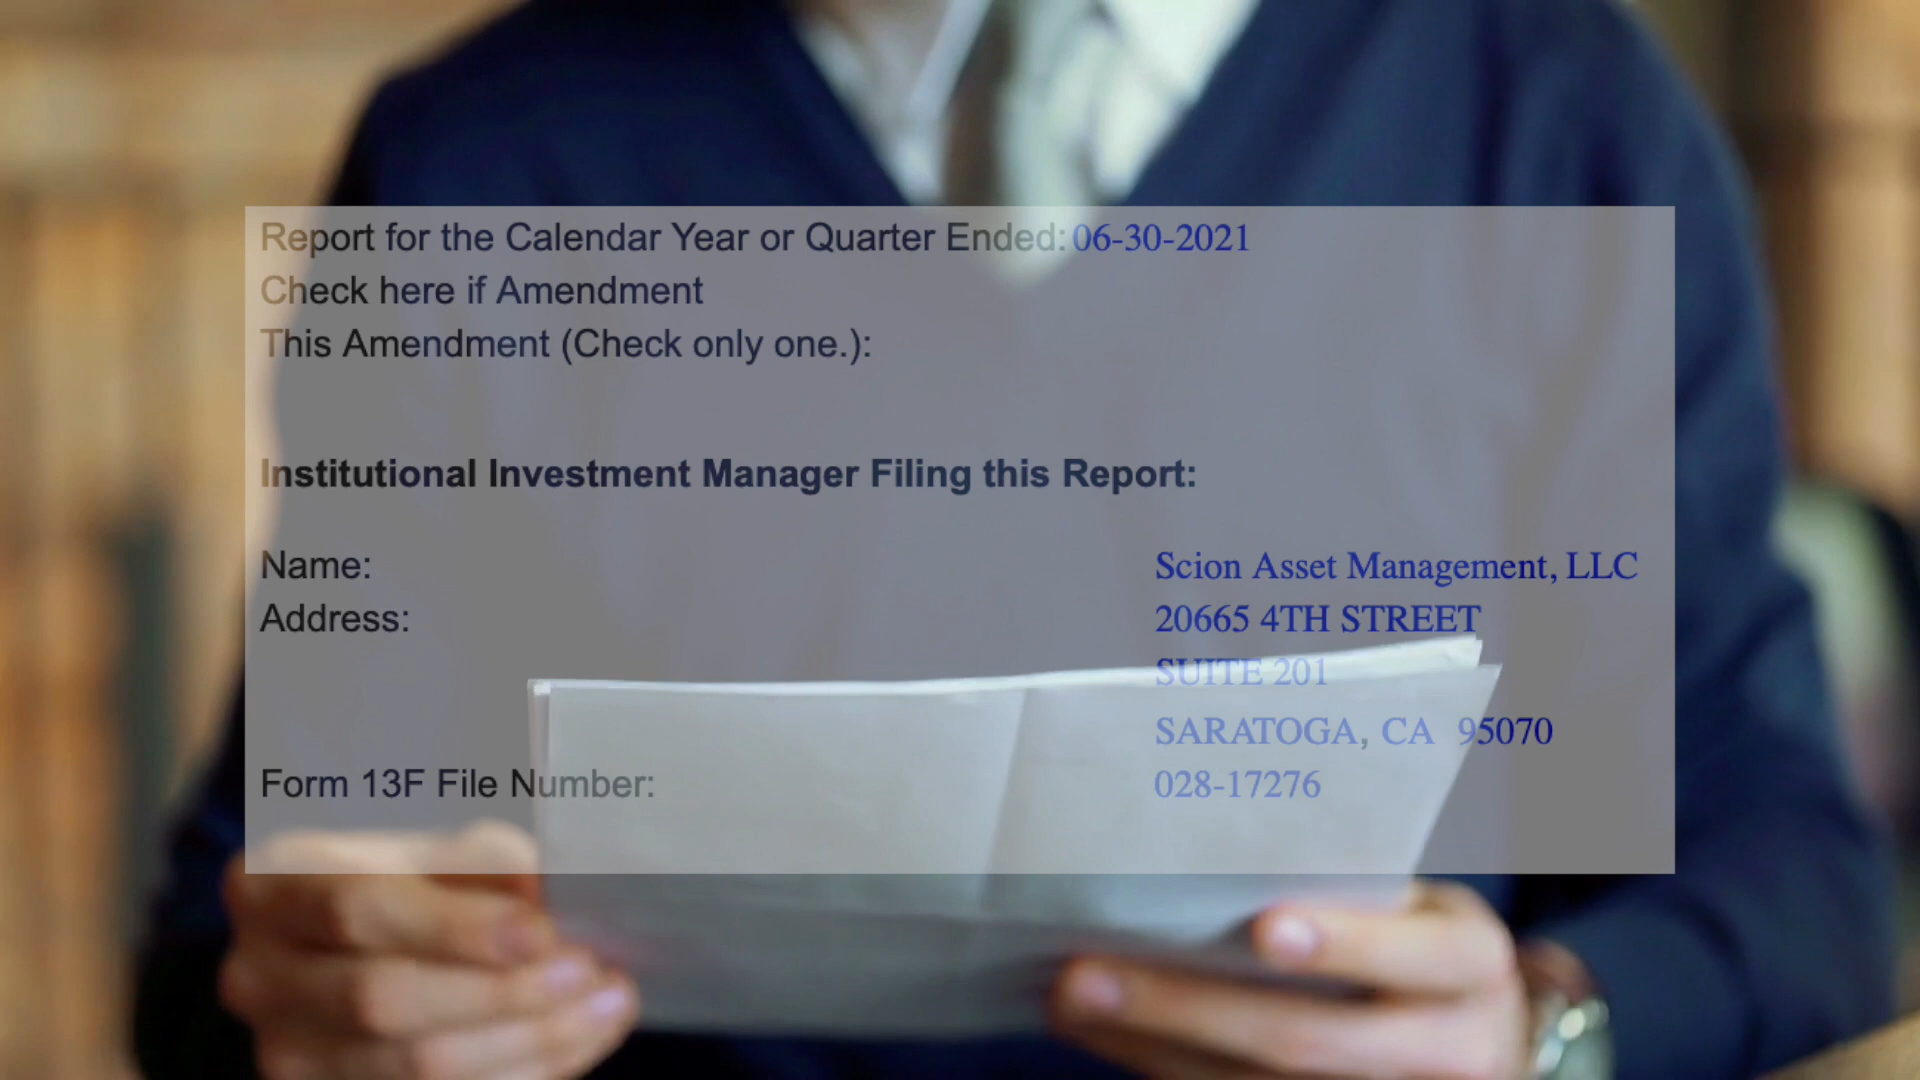 Report for the Calendar Year or Quarter Ended: 06-30-2021
Check here if Amendment
This Amendment (Check only one.):
Institutional Investment Manager Filing this Report:
Name: Scion Asset Management, LLC
Address: 20665 4TH STREET
SUITE 201
SARATOGA, CA 95070
Form 13F File Number: 028-17276